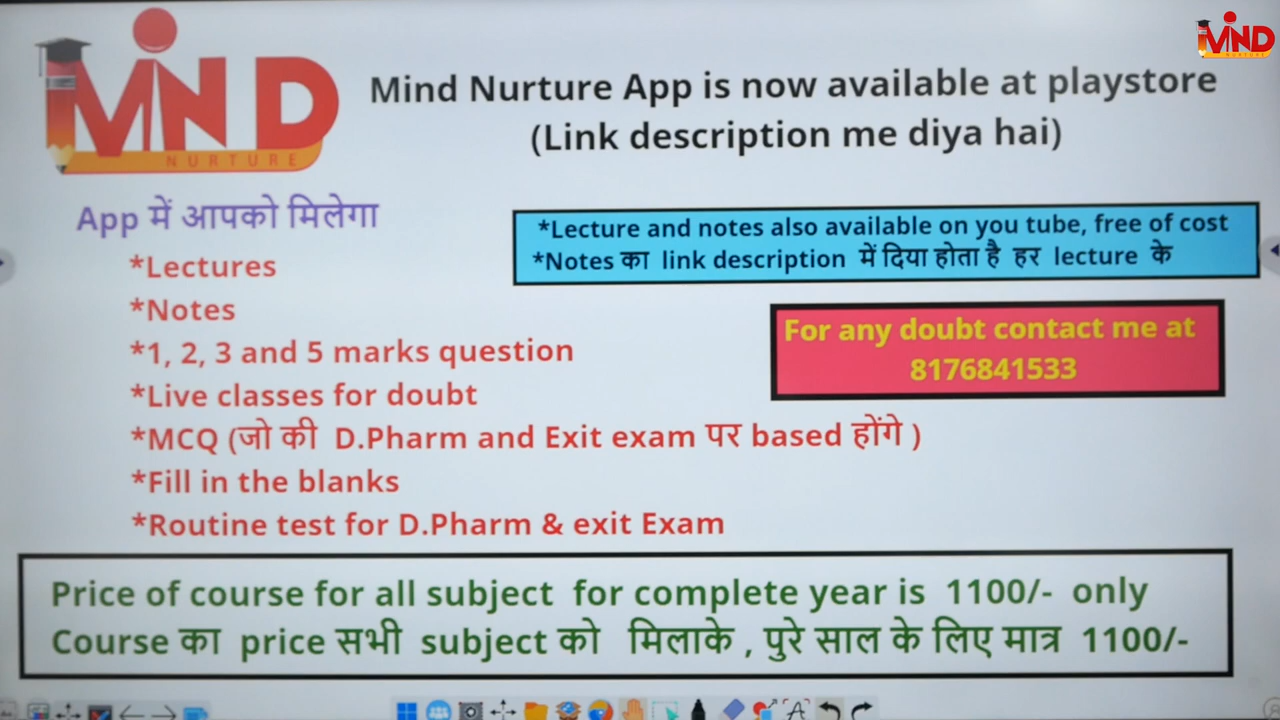 MIND
NURTURE
MIND
NURTURE
Mind Nurture App is now available at playstore
(Link description me diya hai)
App में आपको मिलेगा
*Lectures
*Notes
*1, 2, 3 and 5 marks question
*Live classes for doubt
*MCQ (जो की D.Pharm and Exit exam पर based होंगे )
*Fill in the blanks
*Routine test for D.Pharm & exit Exam
*Lecture and notes also available on you tube, free of cost
*Notes का link description में दिया होता है हर lecture के
For any doubt contact me at
8176841533
Price of course for all subject for complete year is 1100/- only
Course का price सभी subject को मिलाके , पुरे साल के लिए मात्र 1100/-